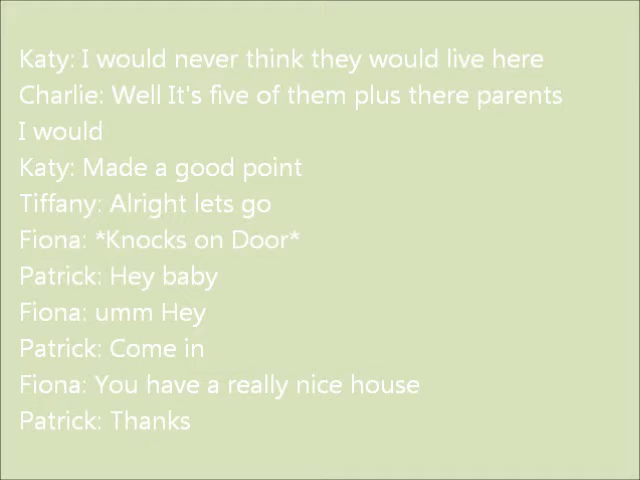 Katy: I would never think they would live here
Charlie: Well It's five of them plus there parents
I would
Katy: Made a good point
Tiffany: Alright lets go
Fiona: *Knocks on Door*
Patrick: Hey baby
Fiona: umm Hey
Patrick: Come in
Fiona: You have a really nice house
Patrick: Thanks